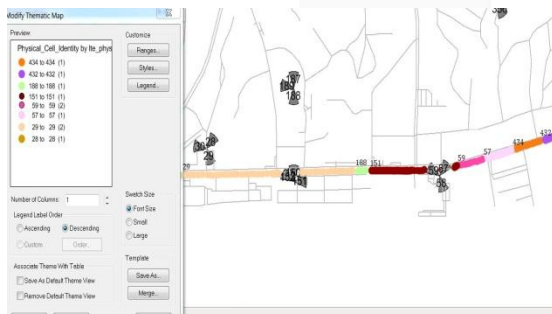 Modify Thematic Map
Preview
Physical_Cell_Identity by lte_phys
434 to 434 (1)
432 to 432 (1)
188 to 188 (1)
151 to 151 (1)
59 to 59 (2)
57 to 57 (1)
29 to 29 (2)
28 to 28 (1)
Customize
Ranges...
Styles...
Legend...
Number of Columns: 1
Legend Label Order
Ascending
Descending
Custom
Order...
Swatch Size
Font Size
Small
Large
Associate Theme With Table
Save As Default Theme View
Remove Default Theme View
Template
Save As...
Merge...
188
29
29
188
151
59
57
434
432
58